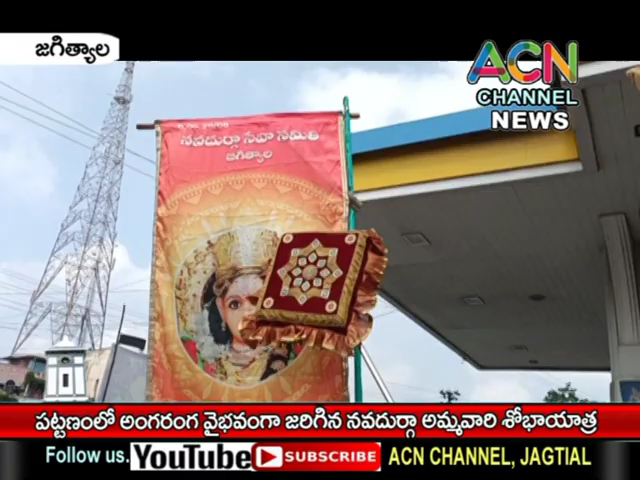 జగిత్యాల
ACN
CHANNEL
NEWS
నవదుర్గా సేవా సమితి
జగిత్యాల
పట్టణంలో అంగరంగ వైభవంగా జరిగిన నవదుర్గా అమ్మవారి శోభాయాత్ర
Follow us. YouTube SUBSCRIBE ACN CHANNEL, JAGTIAL